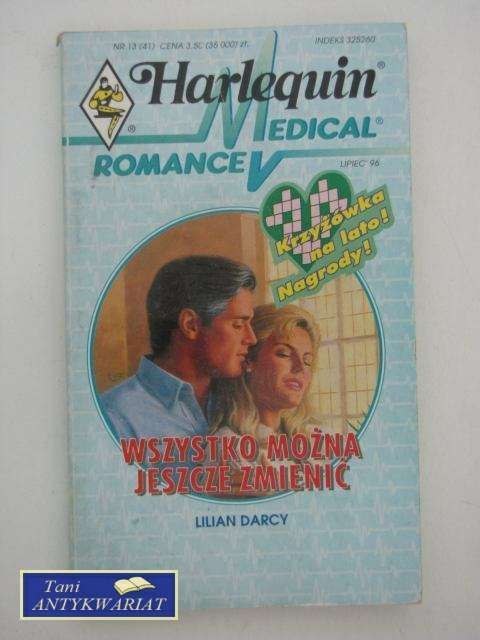 NR 13 (41) CENA 3.50 (35 000) zł.
INDEKS 325260
Harlequin®
MEDICAL®
ROMANCE
LIPIEC' 96
Krzyżówka
na lato!
Nagrody!
WSZYSTKO MOŻNA
JESZCZE ZMIENIĆ
LILIAN DARCY
Tani
ANTYKWARIAT